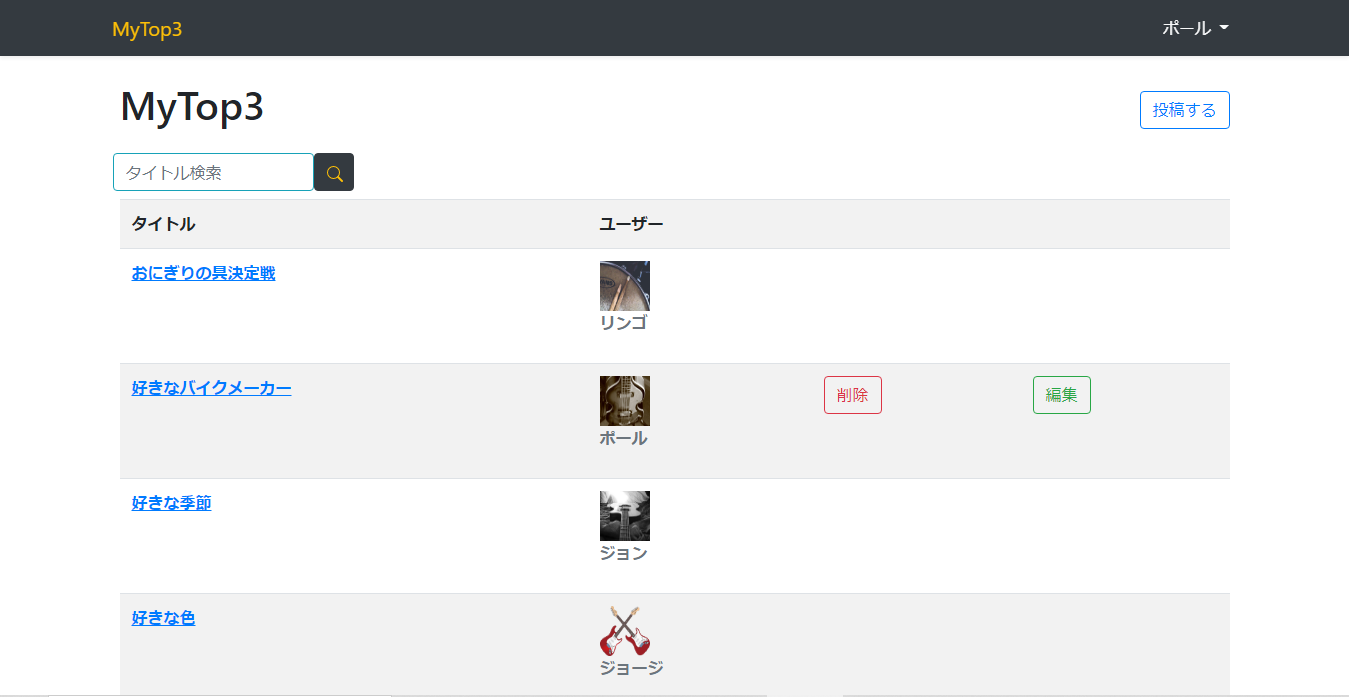 MyTop3
ポール
MyTop3
投稿する
タイトル検索
タイトル ユーザー
おにぎりの具決定戦
リンゴ
好きなバイクメーカー
削除 編集
ポール
好きな季節
ジョン
好きな色
ジョージ